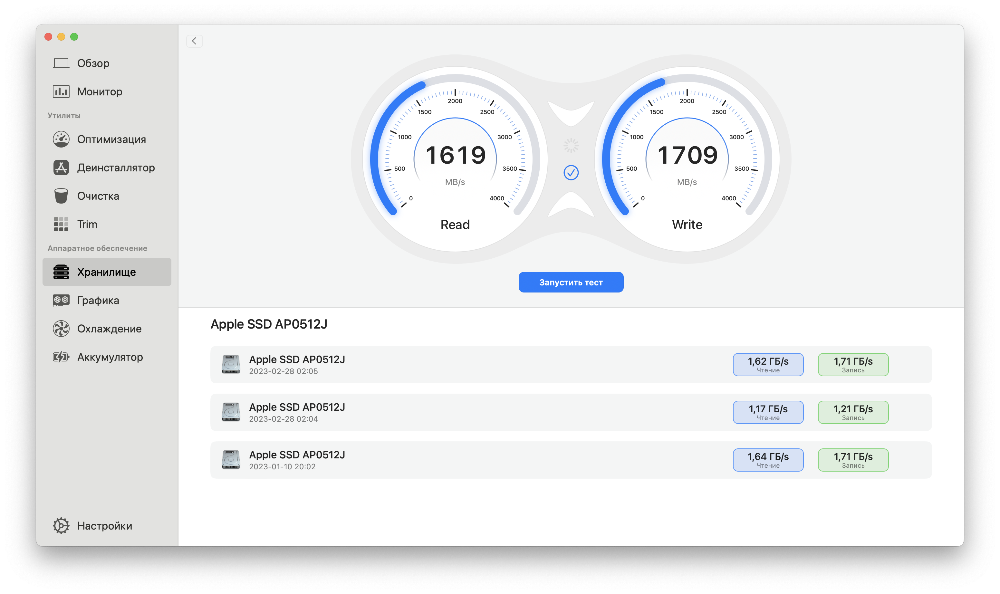 Обзор
Монитор
Утилиты
Оптимизация
Деинсталлятор
Очистка
Trim
Аппаратное обеспечение
Хранилище
Графика
Охлаждение
Аккумулятор
Настройки
0
500
1000
1500
2000
2500
3000
3500
4000
1619
MB/s
Read
0
500
1000
1500
2000
2500
3000
3500
4000
1709
MB/s
Write
Запустить тест
Apple SSD AP0512J
Apple SSD AP0512J
2023-02-28 02:05
1,62 ГБ/s
Чтение
1,71 ГБ/s
Запись
Apple SSD AP0512J
2023-02-28 02:04
1,17 ГБ/s
Чтение
1,21 ГБ/s
Запись
Apple SSD AP0512J
2023-01-10 20:02
1,64 ГБ/s
Чтение
1,71 ГБ/s
Запись